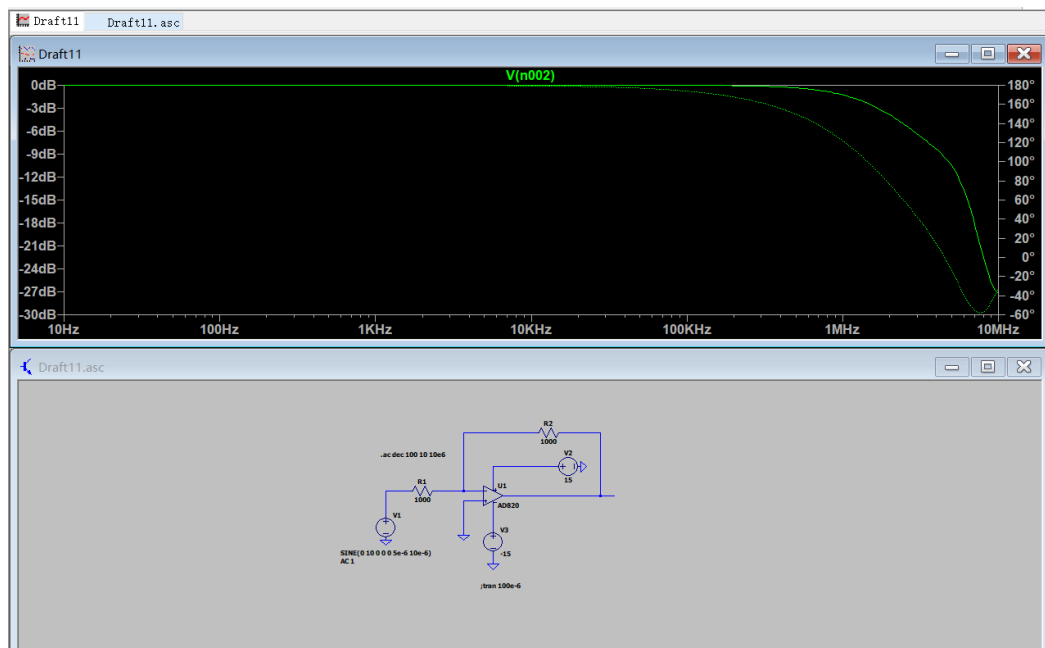 Draft11 Draft11.asc
Draft11
V(n002)
0dB
-3dB
-6dB
-9dB
-12dB
-15dB
-18dB
-21dB
-24dB
-27dB
-30dB
180°
160°
140°
120°
100°
80°
60°
40°
20°
0°
-20°
-40°
-60°
10Hz 100Hz 1KHz 10KHz 100KHz 1MHz 10MHz
Draft11.asc
R2
1000
.ac dec 100 10 10e6
V2
15
R1
1000
U1
AD820
V1
V3
-15
SINE(0 10 0 0 0 5e-6 10e-6)
AC 1
;tran 100e-6